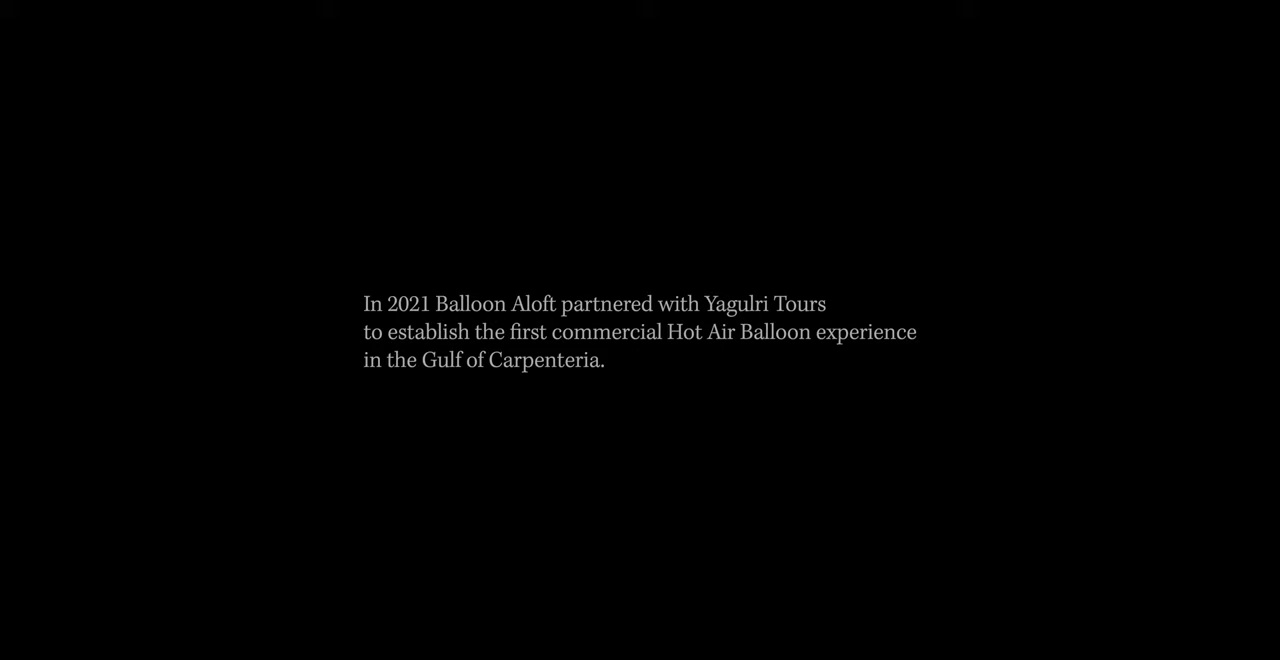 In 2021 Balloon Aloft partnered with Yagulri Tours
to establish the first commercial Hot Air Balloon experience
in the Gulf of Carpenteria.